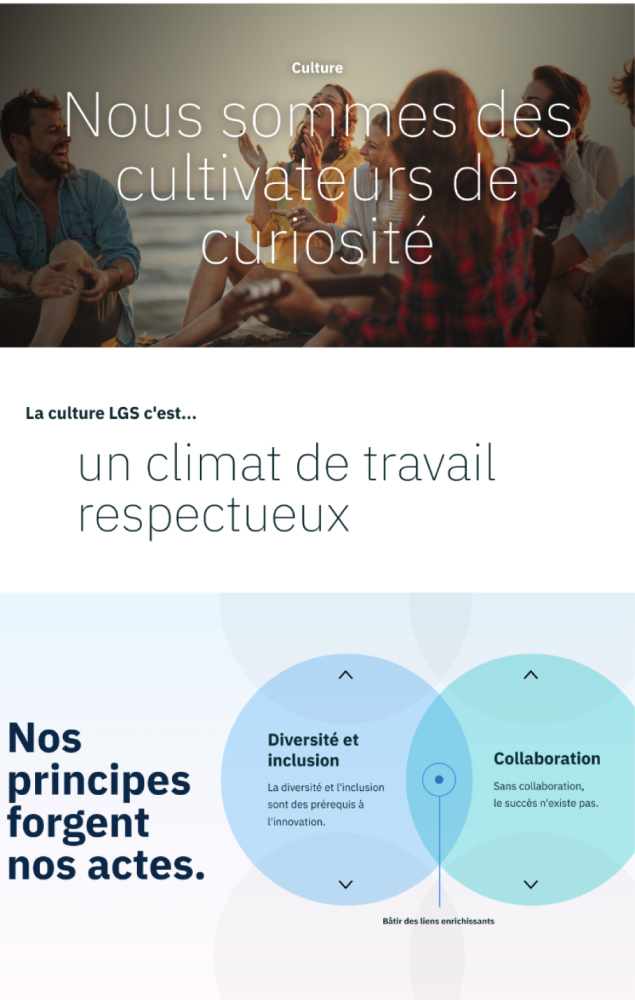 Culture
Nous sommes des
cultivateurs de
curiosité
La culture LGS c'est...
un climat de travail
respectueux
Nos
principes
forgent
nos actes.
Diversité et
inclusion
La diversité et l'inclusion
sont des prérequis à
l'innovation.
Collaboration
Sans collaboration,
le succès n'existe pas.
Bâtir des liens enrichissants